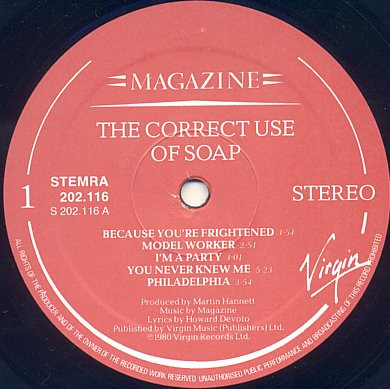 MAGAZINE
THE CORRECT USE
OF SOAP
1
STEMRA
202.116
S 202.116 A
STEREO
BECAUSE YOU'RE FRIGHTENED 3·54
MODEL WORKER 2·51
I'M A PARTY 3·01
YOU NEVER KNEW ME 5·23
PHILADELPHIA 3·54
Virgin
Produced by Martin Hannett
Music by Magazine
Lyrics by Howard Devoto
Published by Virgin Music (Publishers) Ltd.
℗1980 Virgin Records Ltd.
ALL RIGHTS OF THE PRODUCER AND OF THE OWNER OF THE RECORDED WORK RESERVED UNAUTHORISED PUBLIC PERFORMANCE AND BROADCASTING OF THIS RECORD PROHIBITED